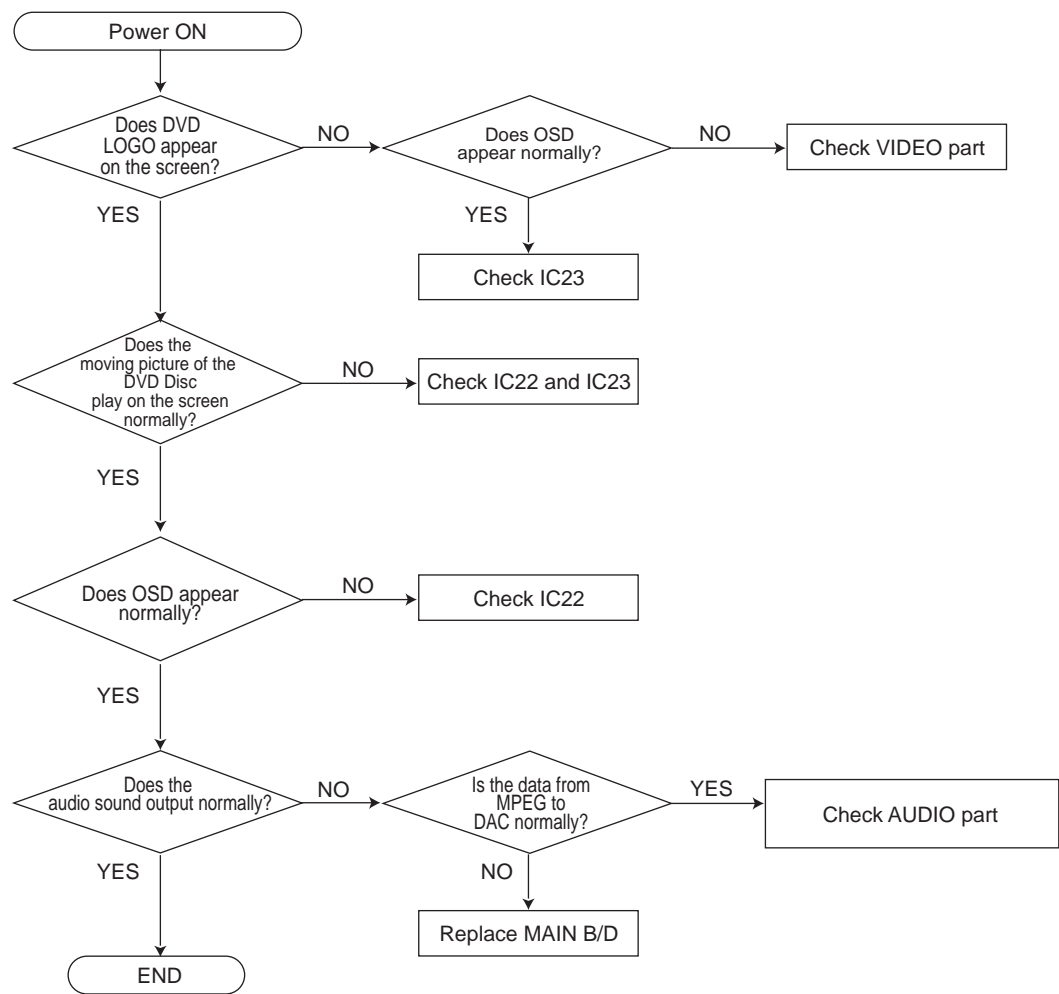 Power ON
Does DVD
LOGO appear
on the screen?
NO
Does OSD
appear normally?
NO
Check VIDEO part
YES
YES
Check IC23
Does the
moving picture of the
DVD Disc
play on the screen
normally?
NO
Check IC22 and IC23
YES
Does OSD appear
normally?
NO
Check IC22
YES
Does the
audio sound output normally?
NO
Is the data from
MPEG to
DAC normally?
YES
Check AUDIO part
YES
NO
Replace MAIN B/D
END